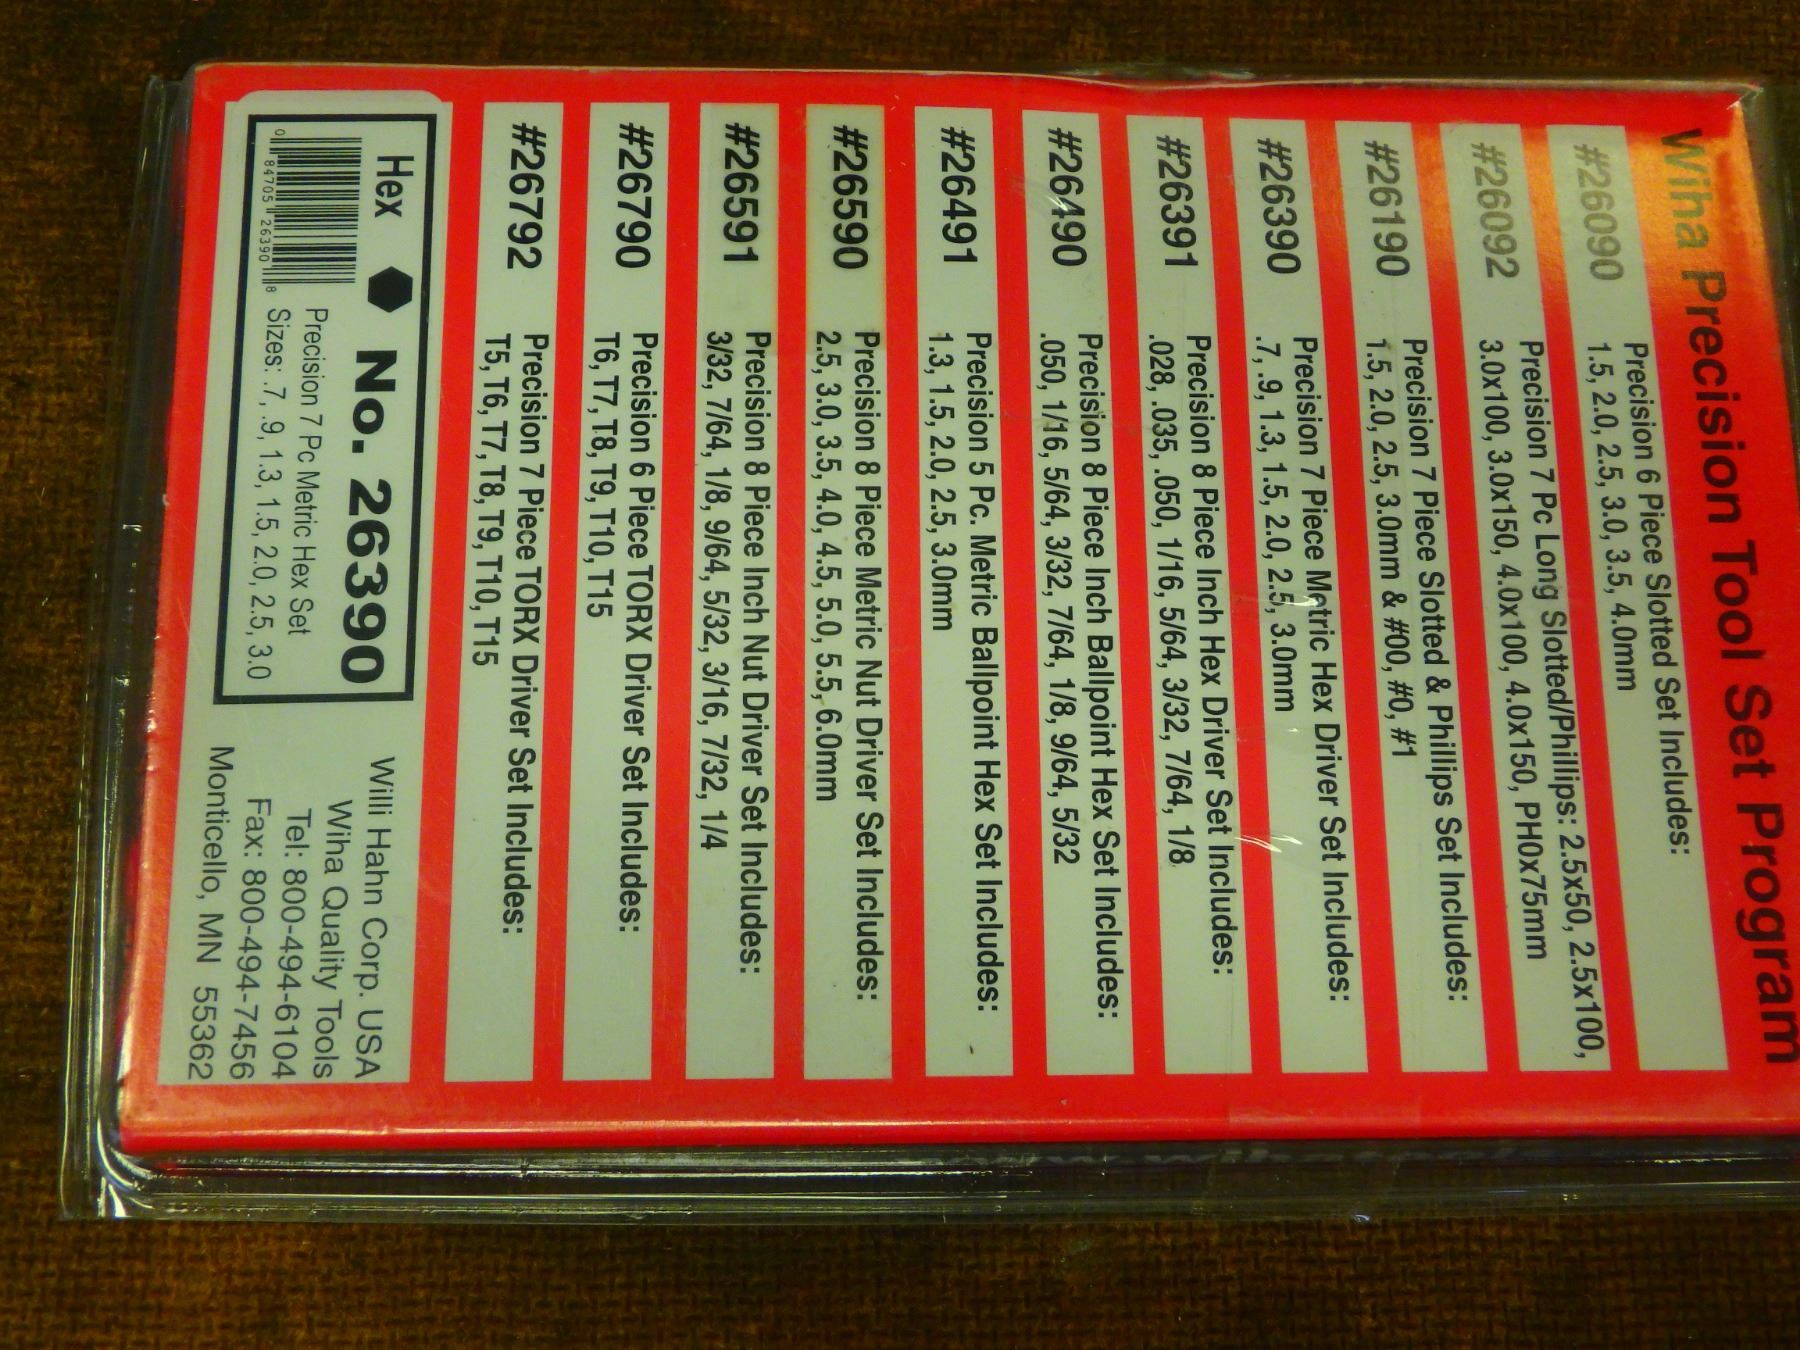 Wiha Precision Tool Set Program
#26090 Precision 6 Piece Slotted Set Includes:
1.5, 2.0, 2.5, 3.0, 3.5, 4.0mm
#26092 Precision 7 Pc Long Slotted/Phillips: 2.5x50, 2.5x100,
3.0x100, 3.0x150, 4.0x100, 4.0x150, PH0x75mm
#26190 Precision 7 Piece Slotted & Phillips Set Includes:
1.5, 2.0, 2.5, 3.0mm & #00, #0, #1
#26390 Precision 7 Piece Metric Hex Driver Set Includes:
.7, .9, 1.3, 1.5, 2.0, 2.5, 3.0mm
#26391 Precision 8 Piece Inch Hex Driver Set Includes:
.028, .035, .050, 1/16, 5/64, 3/32, 7/64, 1/8
#26490 Precision 8 Piece Inch Ballpoint Hex Set Includes:
.050, 1/16, 5/64, 3/32, 7/64, 1/8, 9/64, 5/32
#26491 Precision 5 Pc. Metric Ballpoint Hex Set Includes:
1.3, 1.5, 2.0, 2.5, 3.0mm
#26590 Precision 8 Piece Metric Nut Driver Set Includes:
2.5, 3.0, 3.5, 4.0, 4.5, 5.0, 5.5, 6.0mm
#26591 Precision 8 Piece Inch Nut Driver Set Includes:
3/32, 7/64, 1/8, 9/64, 5/32, 3/16, 7/32, 1/4
#26790 Precision 6 Piece TORX Driver Set Includes:
T6, T7, T8, T9, T10, T15
#26792 Precision 7 Piece TORX Driver Set Includes:
T5, T6, T7, T8, T9, T10, T15
Hex No. 26390
Precision 7 Pc Metric Hex Set
Sizes: .7, .9, 1.3, 1.5, 2.0, 2.5, 3.0
0 84705 26390 8
Willi Hahn Corp. USA
Wiha Quality Tools
Tel: 800-494-6104
Fax: 800-494-7456
Monticello, MN 55362